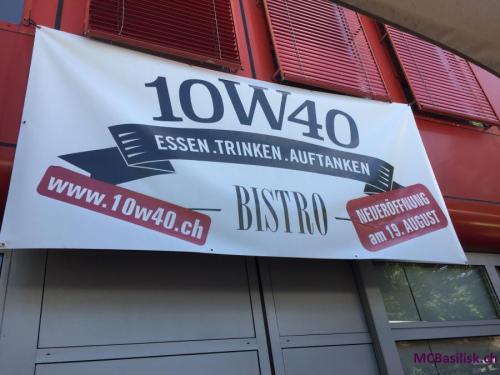 10W40
ESSEN.TRINKEN.AUFTANKEN
BISTRO
www.10w40.ch
NEUERÖFFNUNG
am 19. AUGUST
MCBasilisk.ch